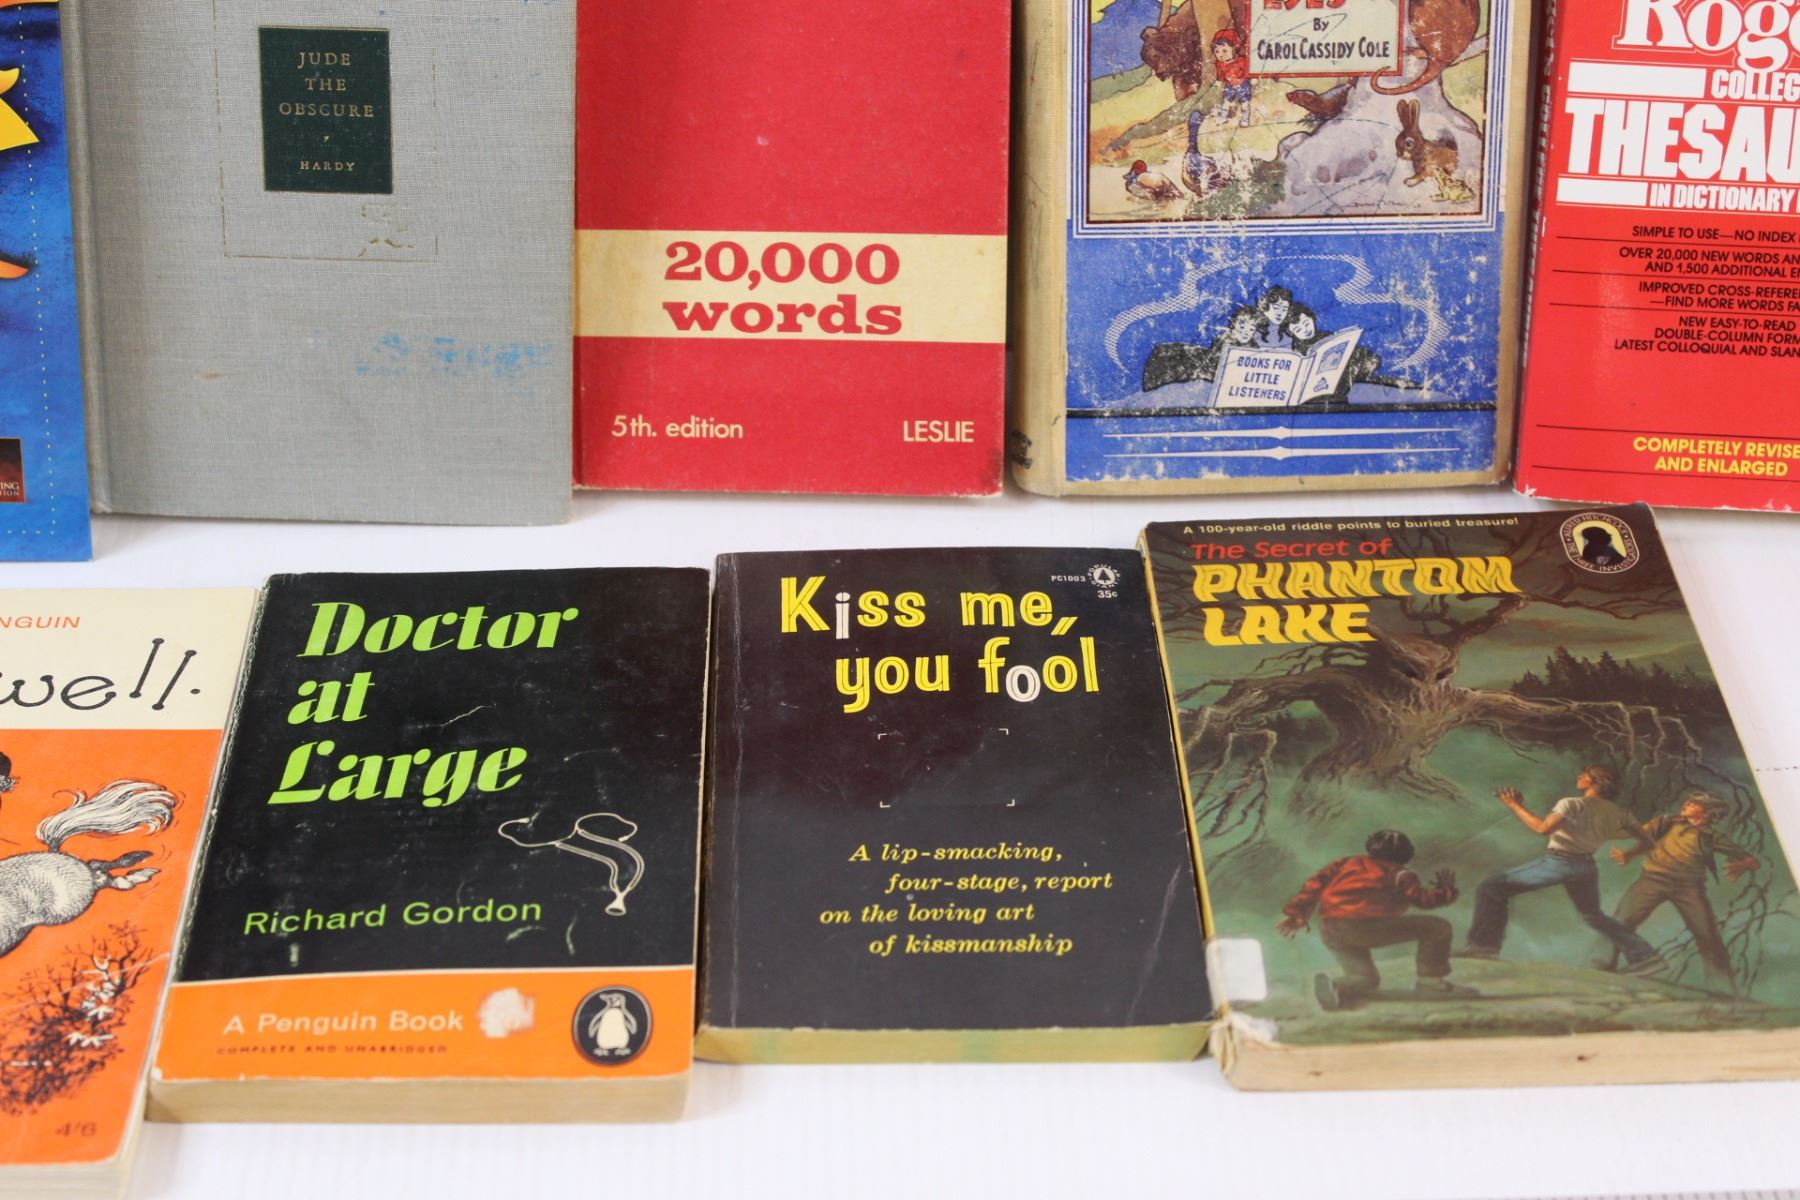 JUDE
THE
OBSCURE
HARDY
20,000
words
5th. edition
LESLIE
By
CAROL CASSIDY COLE
BOOKS FOR
LITTLE
LISTENERS
COLLEG
THESAU
IN DICTIONARY
SIMPLE TO USE—NO INDEX
OVER 20,000 NEW WORDS AN
AND 1,500 ADDITIONAL E
IMPROVED CROSS-REFERE
—FIND MORE WORDS FA
NEW EASY-TO-READ
DOUBLE-COLUMN FORM
LATEST COLLOQUIAL AND SLAN
COMPLETELY REVISE
AND ENLARGED
NGUIN
well.
4/6
Doctor
at
Large
Richard Gordon
A Penguin Book
COMPLETE AND UNABRIDGED
PC1003
35c
Kiss me,
you fool
A lip-smacking,
four-stage, report
on the loving art
of kissmanship
A 100-year-old riddle points to buried treasure!
The Secret of
PHANTOM
LAKE